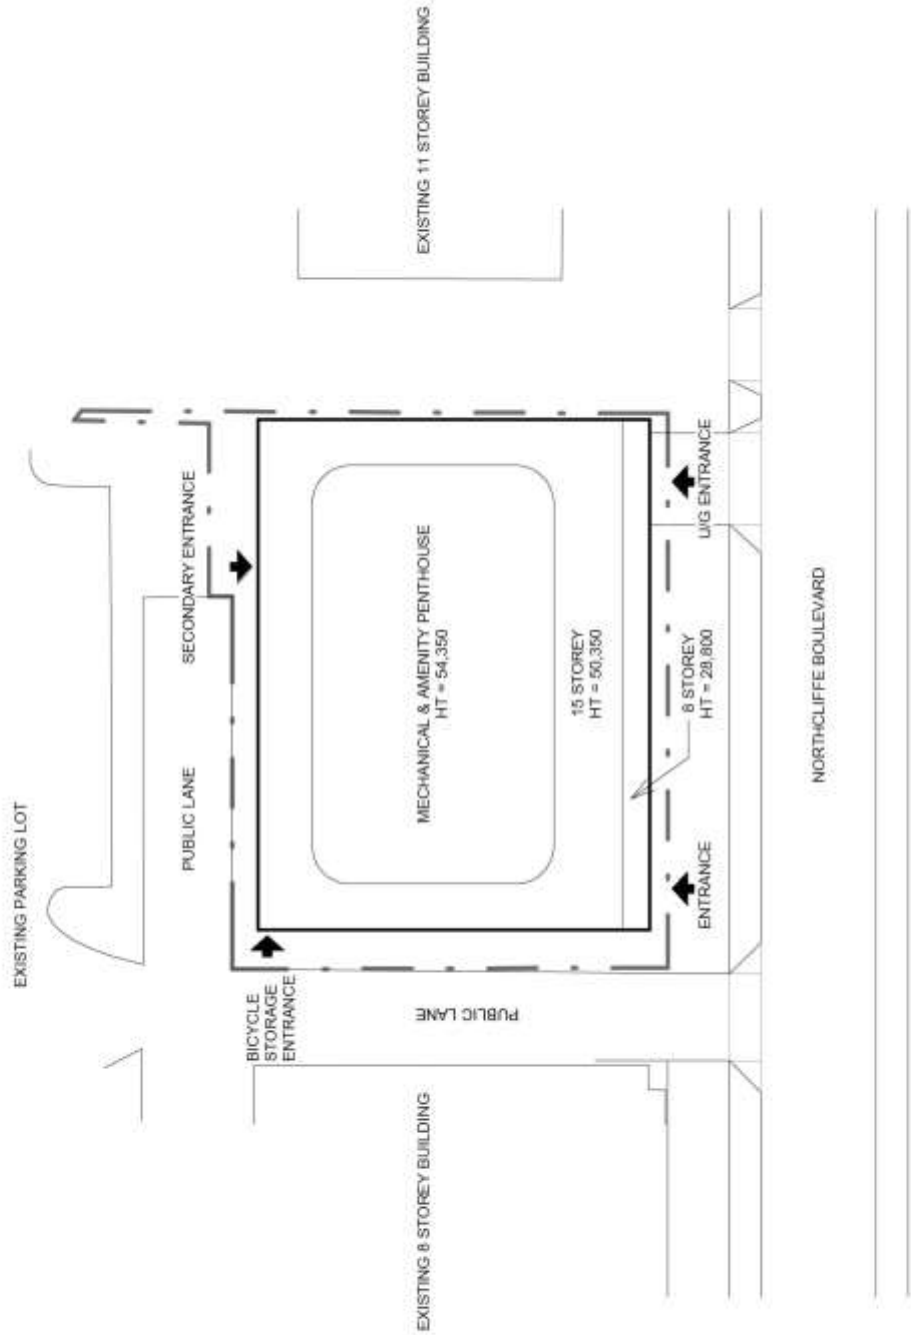 EXISTING PARKING LOT
PUBLIC LANE
SECONDARY ENTRANCE
BICYCLE
STORAGE
ENTRANCE
EXISTING 8 STOREY BUILDING
PUBLIC LANE
MECHANICAL & AMENITY PENTHOUSE
HT = 54,350
EXISTING 11 STOREY BUILDING
15 STOREY
HT = 50,350
8 STOREY
HT = 28,800
ENTRANCE
U/G ENTRANCE
NORTHCLIFFE BOULEVARD